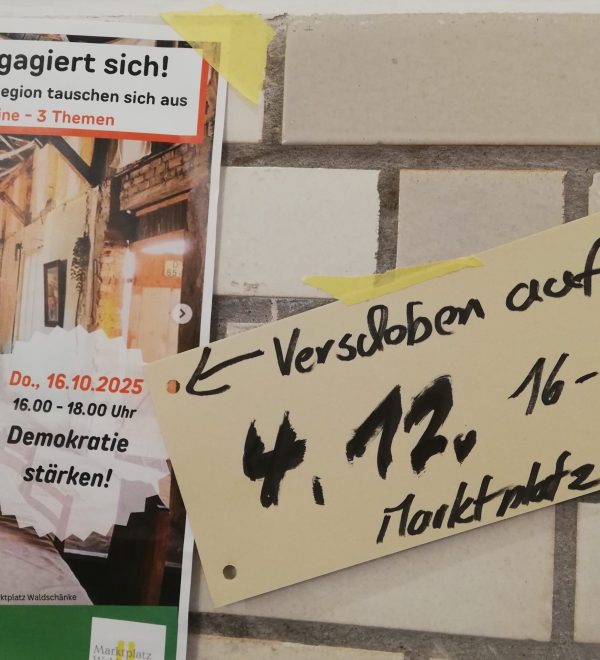 gagiert sich!
egion tauschen sich aus
ine - 3 Themen
D
85
Do., 16.10.2025
16.00 - 18.00 Uhr
Demokratie
stärken!
ktplatz Waldschänke
Marktplatz
← Verschoben auf
4. 12. 16-
Marktplatz